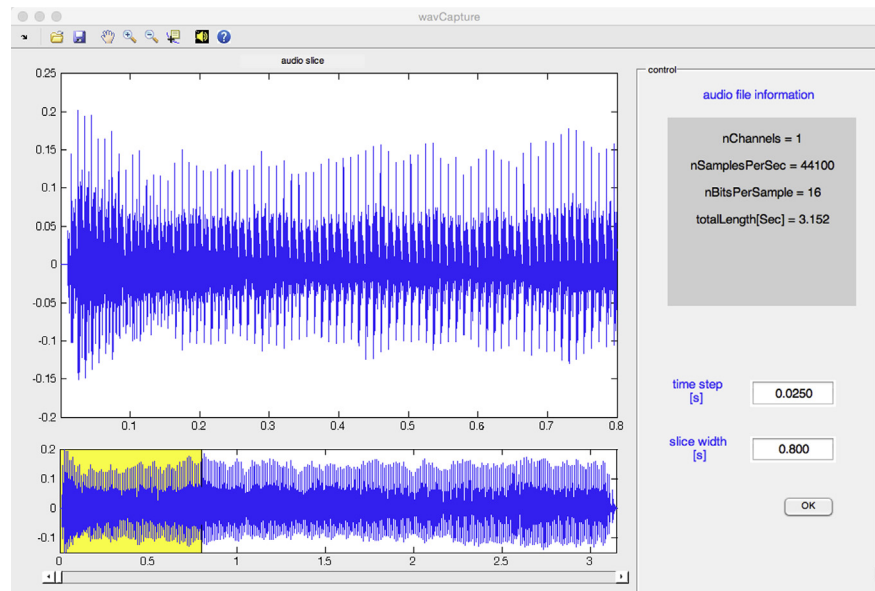 wavCapture
audio slice
0.25
0.2
0.15
0.1
0.05
0
-0.05
-0.1
-0.15
-0.2
0.1 0.2 0.3 0.4 0.5 0.6 0.7 0.8
0.2
0.1
0
-0.1
0 0.5 1 1.5 2 2.5 3
control
audio file information
nChannels = 1
nSamplesPerSec = 44100
nBitsPerSample = 16
totalLength[Sec] = 3.152
time step
[s]
0.0250
slice width
[s]
0.800
OK